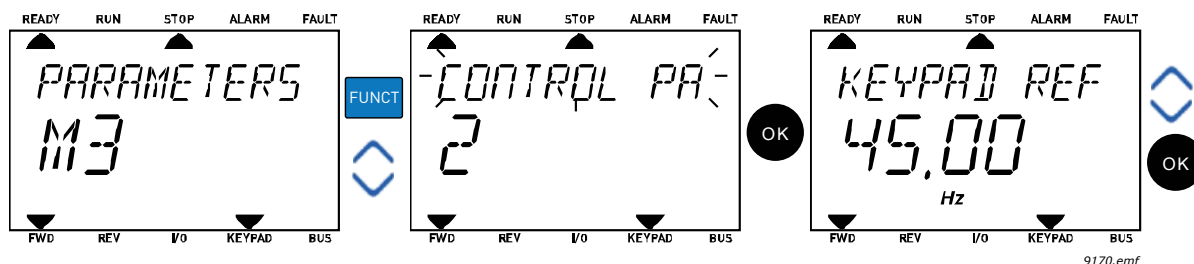 READY RUN STOP ALARM FAULT
PARAMETERS
M3
FWD REV I/O KEYPAD BUS
FUNCT
READY RUN STOP ALARM FAULT
CONTROL PA
2
FWD REV I/O KEYPAD BUS
OK
READY RUN STOP ALARM FAULT
KEYPAD REF
45.00
Hz
FWD REV I/O KEYPAD BUS
OK
9170.emf